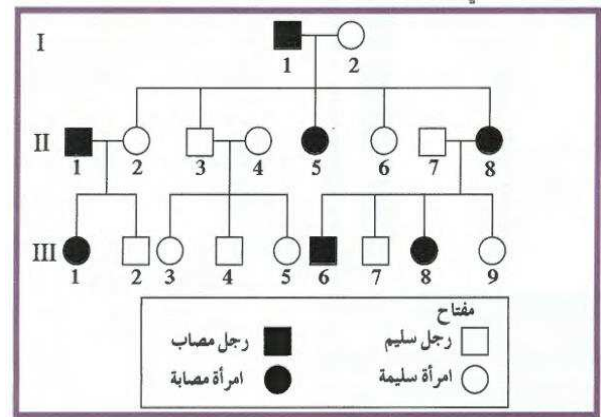 I
1 2
II
1 2 3 4 5 6 7 8
III
1 2 3 4 5 6 7 8 9
مفتاح
رجل سليم
رجل مصاب
امرأة سليمة
امرأة مصابة